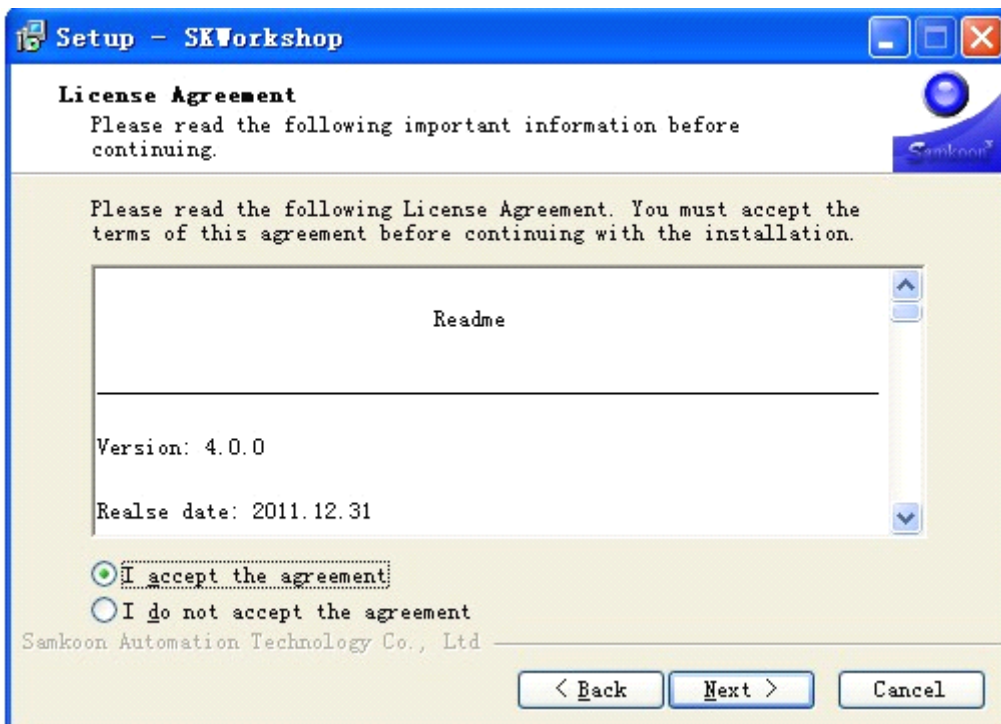 Setup - SKWorkshop
License Agreement
Please read the following important information before
continuing.
Samkoon
Please read the following License Agreement. You must accept the
terms of this agreement before continuing with the installation.
Readme
Version: 4.0.0
Realse date: 2011.12.31
I accept the agreement
I do not accept the agreement
Samkoon Automation Technology Co., Ltd
< Back
Next >
Cancel